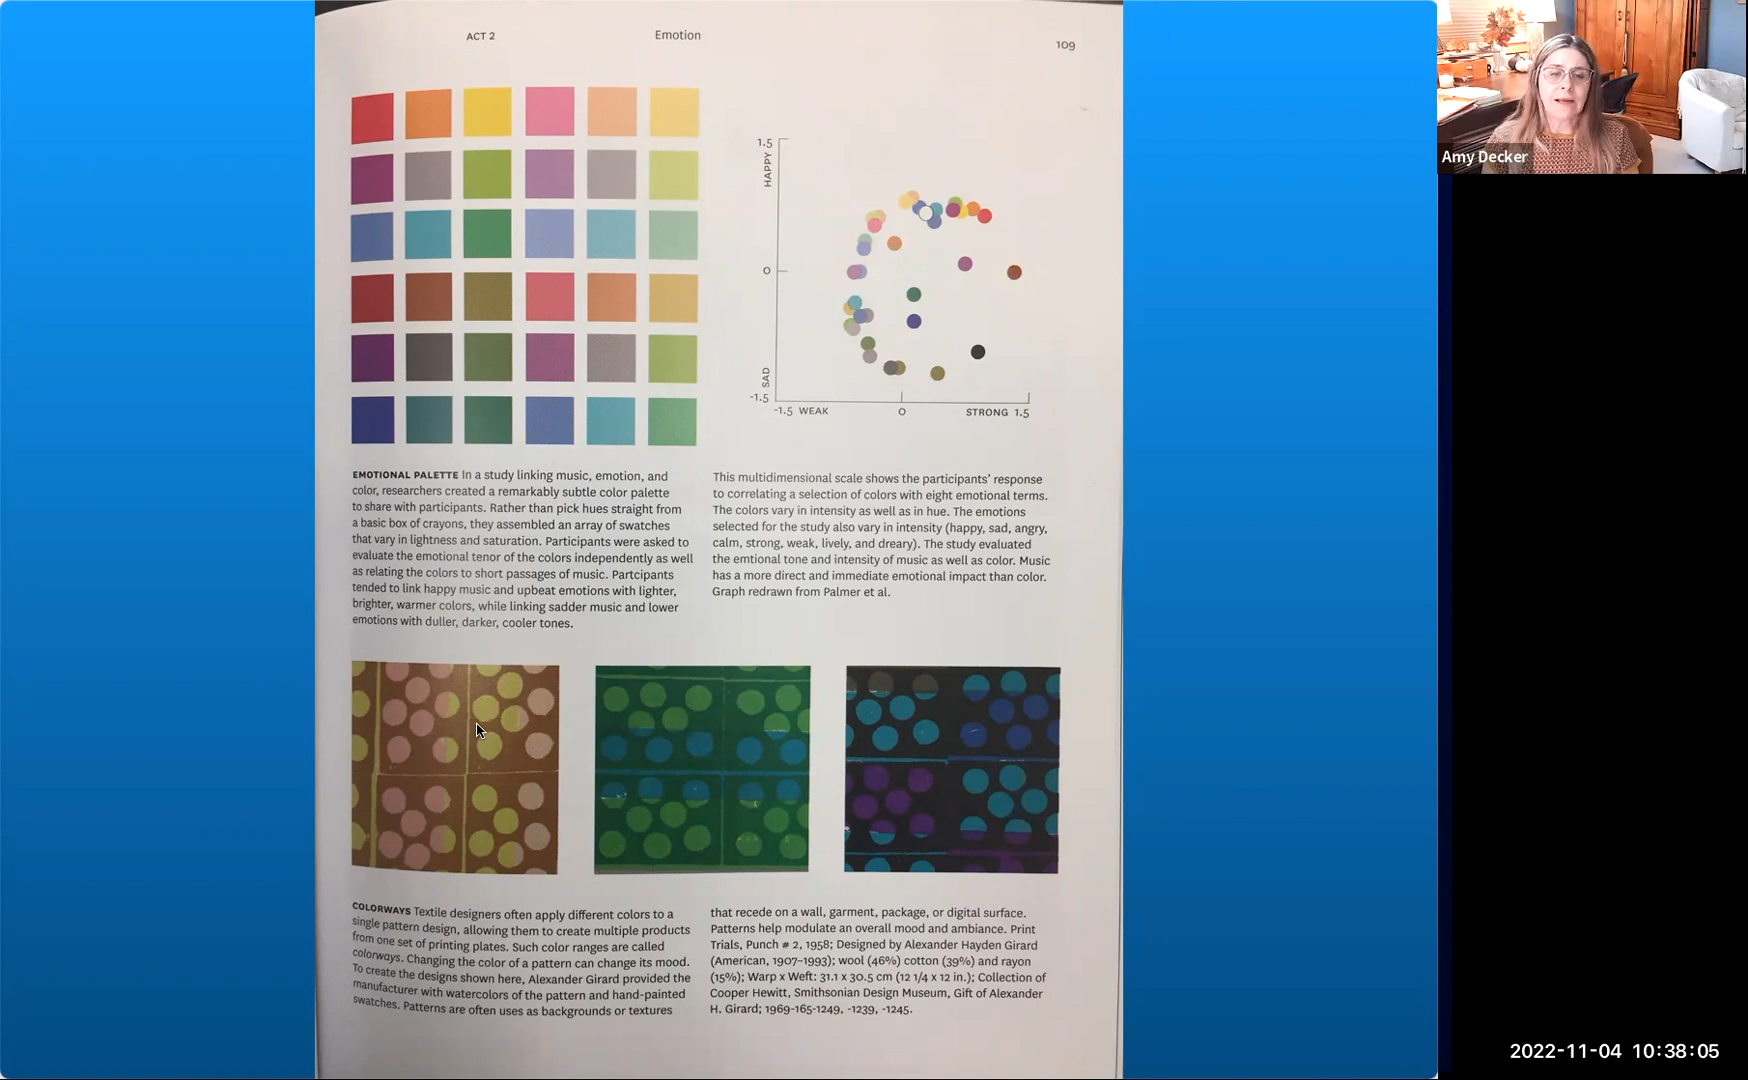 ACT 2
Emotion
109
1.5
HAPPY
0
SAD
-1.5
-1.5 WEAK
0
STRONG 1.5
EMOTIONAL PALETTE In a study linking music, emotion, and
color, researchers created a remarkably subtle color palette
to share with participants. Rather than pick hues straight from
a basic box of crayons, they assembled an array of swatches
that vary in lightness and saturation. Participants were asked to
evaluate the emotional tenor of the colors independently as well
as relating the colors to short passages of music. Partcipants
tended to link happy music and upbeat emotions with lighter,
brighter, warmer colors, while linking sadder music and lower
emotions with duller, darker, cooler tones.
This multidimensional scale shows the participants' response
to correlating a selection of colors with eight emotional terms.
The colors vary in intensity as well as in hue. The emotions
selected for the study also vary in intensity (happy, sad, angry,
calm, strong, weak, lively, and dreary). The study evaluated
the emtional tone and intensity of music as well as color. Music
has a more direct and immediate emotional impact than color.
Graph redrawn from Palmer et al.
COLORWAYS Textile designers often apply different colors to a
single pattern design, allowing them to create multiple products
from one set of printing plates. Such color ranges are called
colorways. Changing the color of a pattern can change its mood.
To create the designs shown here, Alexander Girard provided the
manufacturer with watercolors of the pattern and hand-painted
swatches. Patterns are often uses as backgrounds or textures
that recede on a wall, garment, package, or digital surface.
Patterns help modulate an overall mood and ambiance. Print
Trials, Punch # 2, 1958; Designed by Alexander Hayden Girard
(American, 1907–1993); wool (46%) cotton (39%) and rayon
(15%); Warp x Weft: 31.1 x 30.5 cm (12 1/4 x 12 in.); Collection of
Cooper Hewitt, Smithsonian Design Museum, Gift of Alexander
H. Girard; 1969-165-1249, -1239, -1245.
Amy Decker
2022-11-04 10:38:05